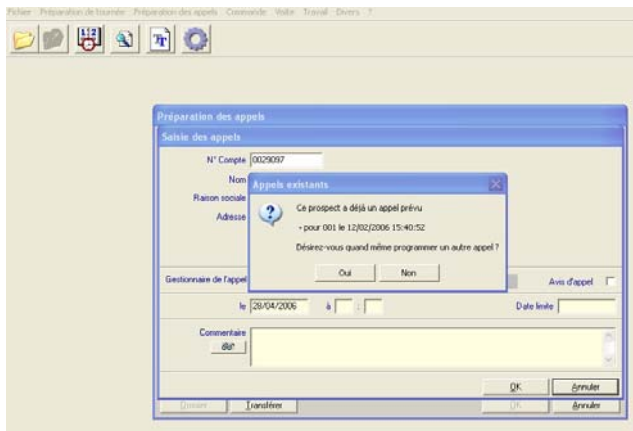 Fichier Préparation de tournée Préparation des appels Commande Visite Travail Divers ?
Préparation des appels
Saisie des appels
N° Compte 0029097
Nom
Raison sociale
Adresse
Appels existants
Ce prospect a déjà un appel prévu
- pour 001 le 12/02/2006 15:40:52
Désirez-vous quand même programmer un autre appel ?
Oui Non
Gestionnaire de l'appel
Avis d'appel
le 28/04/2006 à :
Date limite
Commentaire
OK Annuler
Transférer OK Annuler